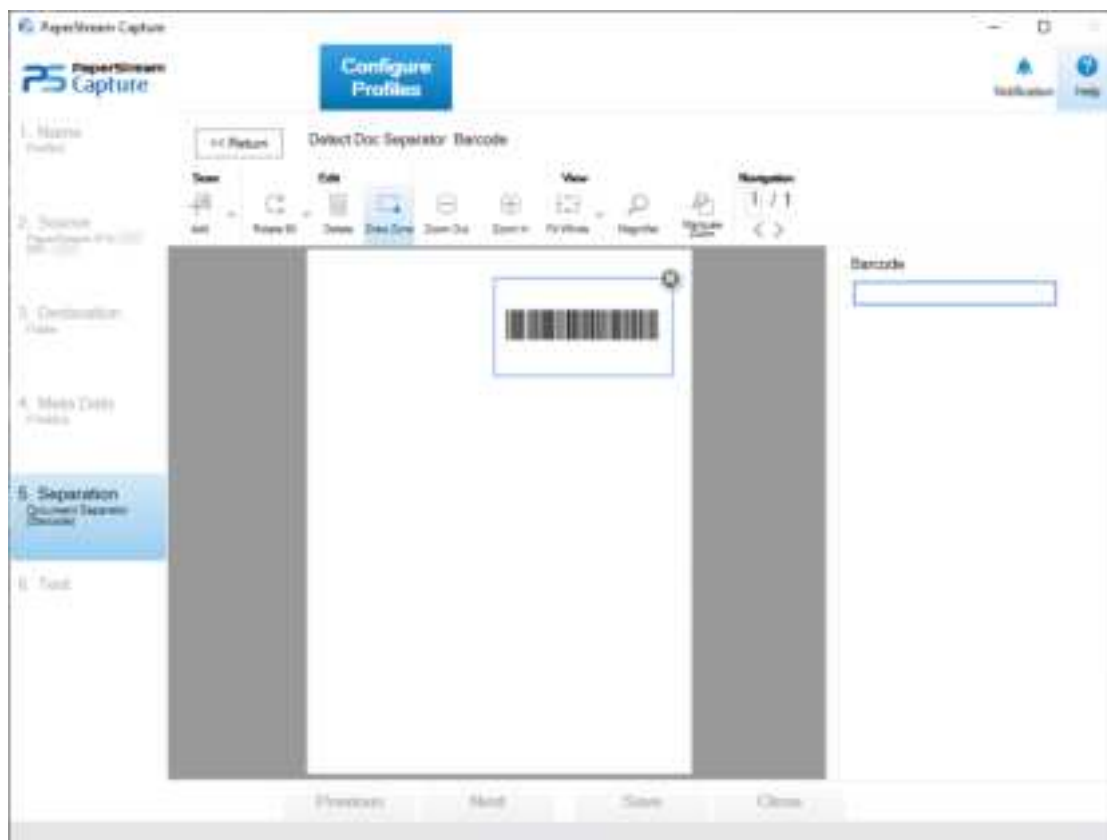 PaperStream Capture
PaperStream
Capture
Configure
Profiles
Notification
Help
1. Name
<< Return
Detect Doc Separator Barcode
Scan
Edit
View
Navigation
Add
Rotate
Delete
Draw Zone
Zoom Out
Zoom In
Fit Whole
Magnifier
Zoom
1 / 1
2. Source
Barcode
3. Destination
4. Meta Data
5. Separation
Document Separator
(Barcode)
6. Test
Previous
Next
Save
Close